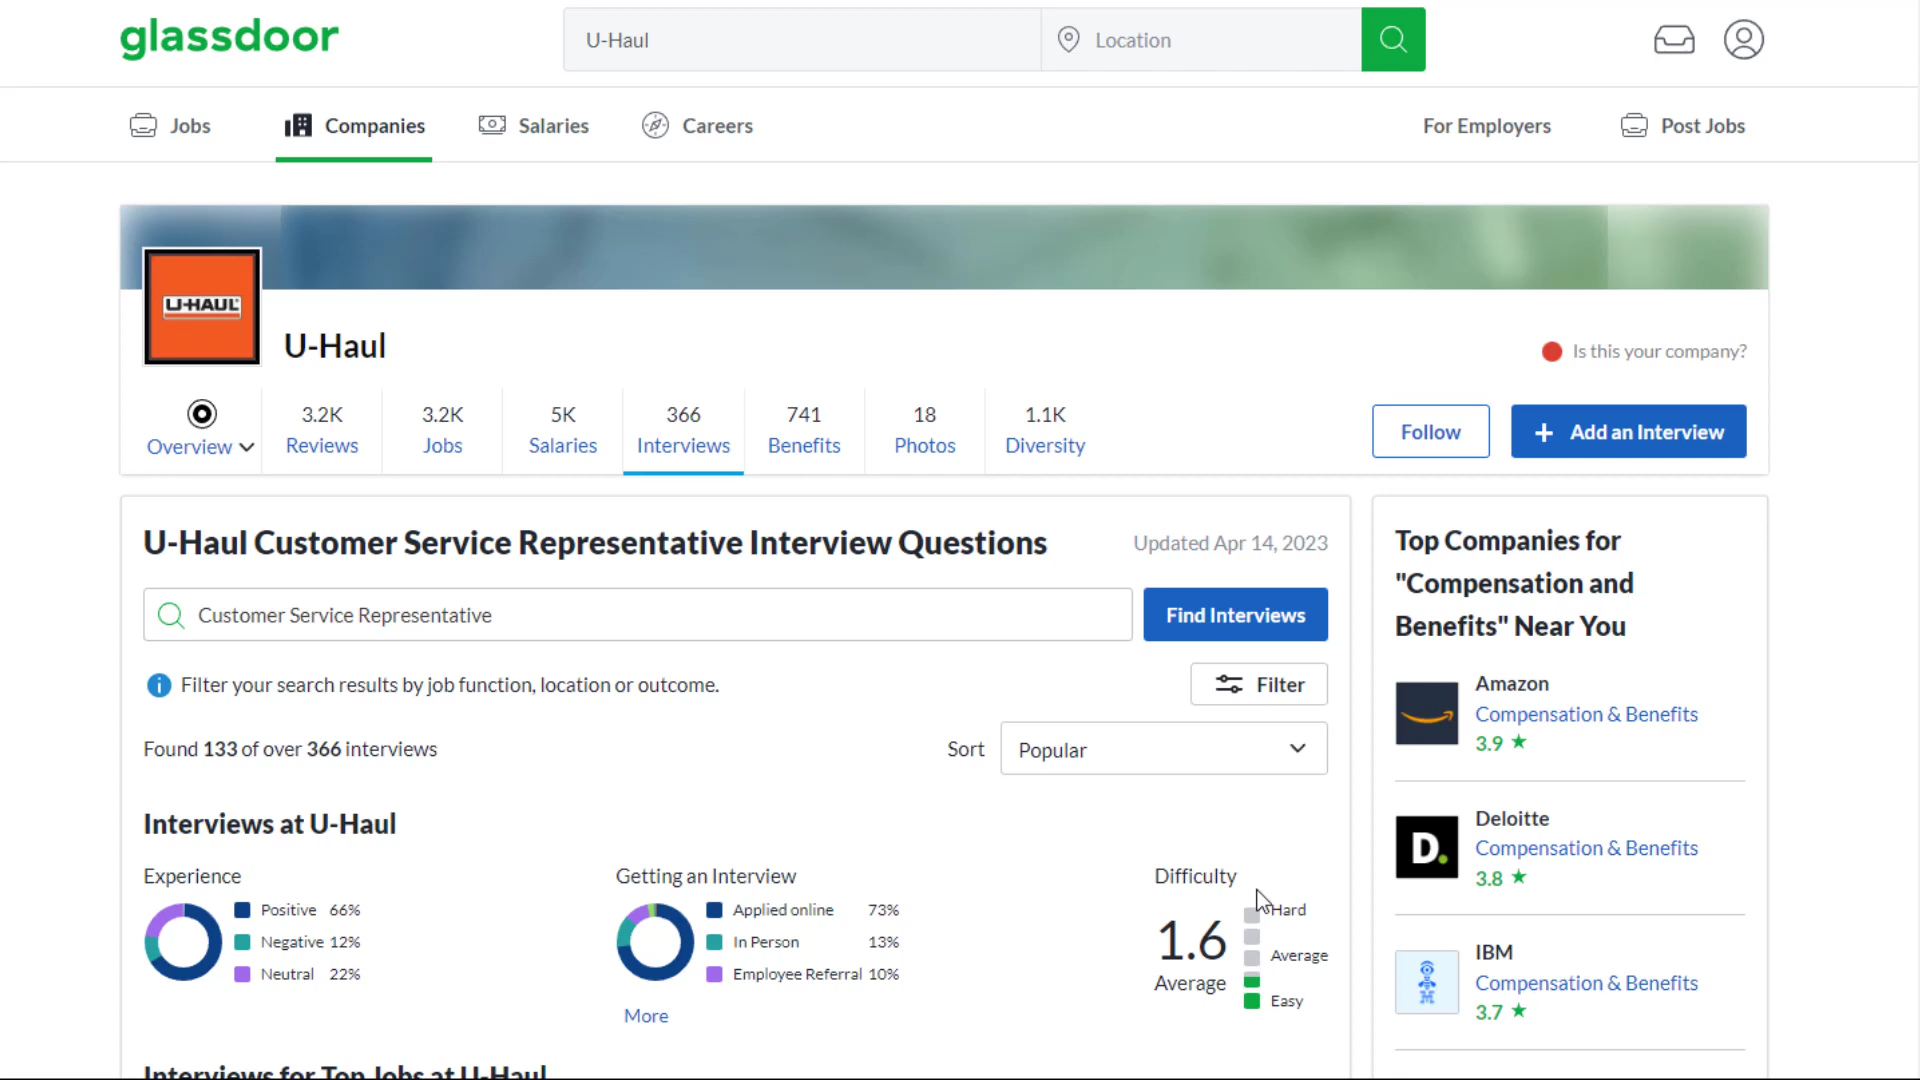 glassdoor
U-Haul
Location
Jobs
Companies
Salaries
Careers
For Employers
Post Jobs
U-HAUL
U-Haul
Is this your company?
Overview
3.2K
Reviews
3.2K
Jobs
5K
Salaries
366
Interviews
741
Benefits
18
Photos
1.1K
Diversity
Follow
+ Add an Interview
U-Haul Customer Service Representative Interview Questions
Updated Apr 14, 2023
Customer Service Representative
Find Interviews
Filter your search results by job function, location or outcome.
Filter
Found 133 of over 366 interviews
Sort
Popular
Interviews at U-Haul
Experience
Positive 66%
Negative 12%
Neutral 22%
Getting an Interview
Applied online 73%
In Person 13%
Employee Referral 10%
More
Difficulty
1.6
Average
Hard
Average
Easy
Interviews for Top Jobs at U-Haul
Top Companies for
"Compensation and
Benefits" Near You
Amazon
Compensation & Benefits
3.9 ★
D.
Deloitte
Compensation & Benefits
3.8 ★
IBM
Compensation & Benefits
3.7 ★